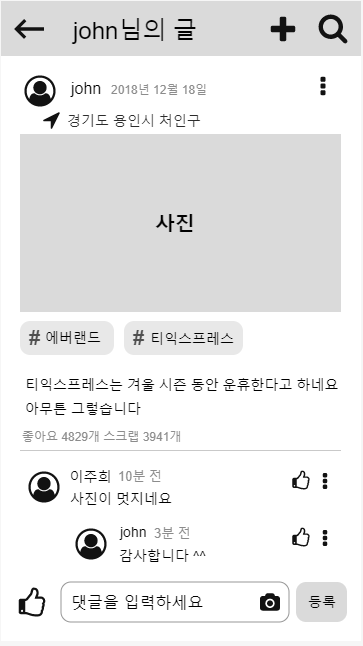 john님의 글
john 2018년 12월 18일
경기도 용인시 처인구
사진
# 에버랜드 # 티익스프레스
티익스프레스는 겨울 시즌 동안 운휴한다고 하네요
아무튼 그렇습니다
좋아요 4829개 스크랩 3941개
이주희 10분 전
사진이 멋지네요
john 3분 전
감사합니다 ^^
댓글을 입력하세요 등록